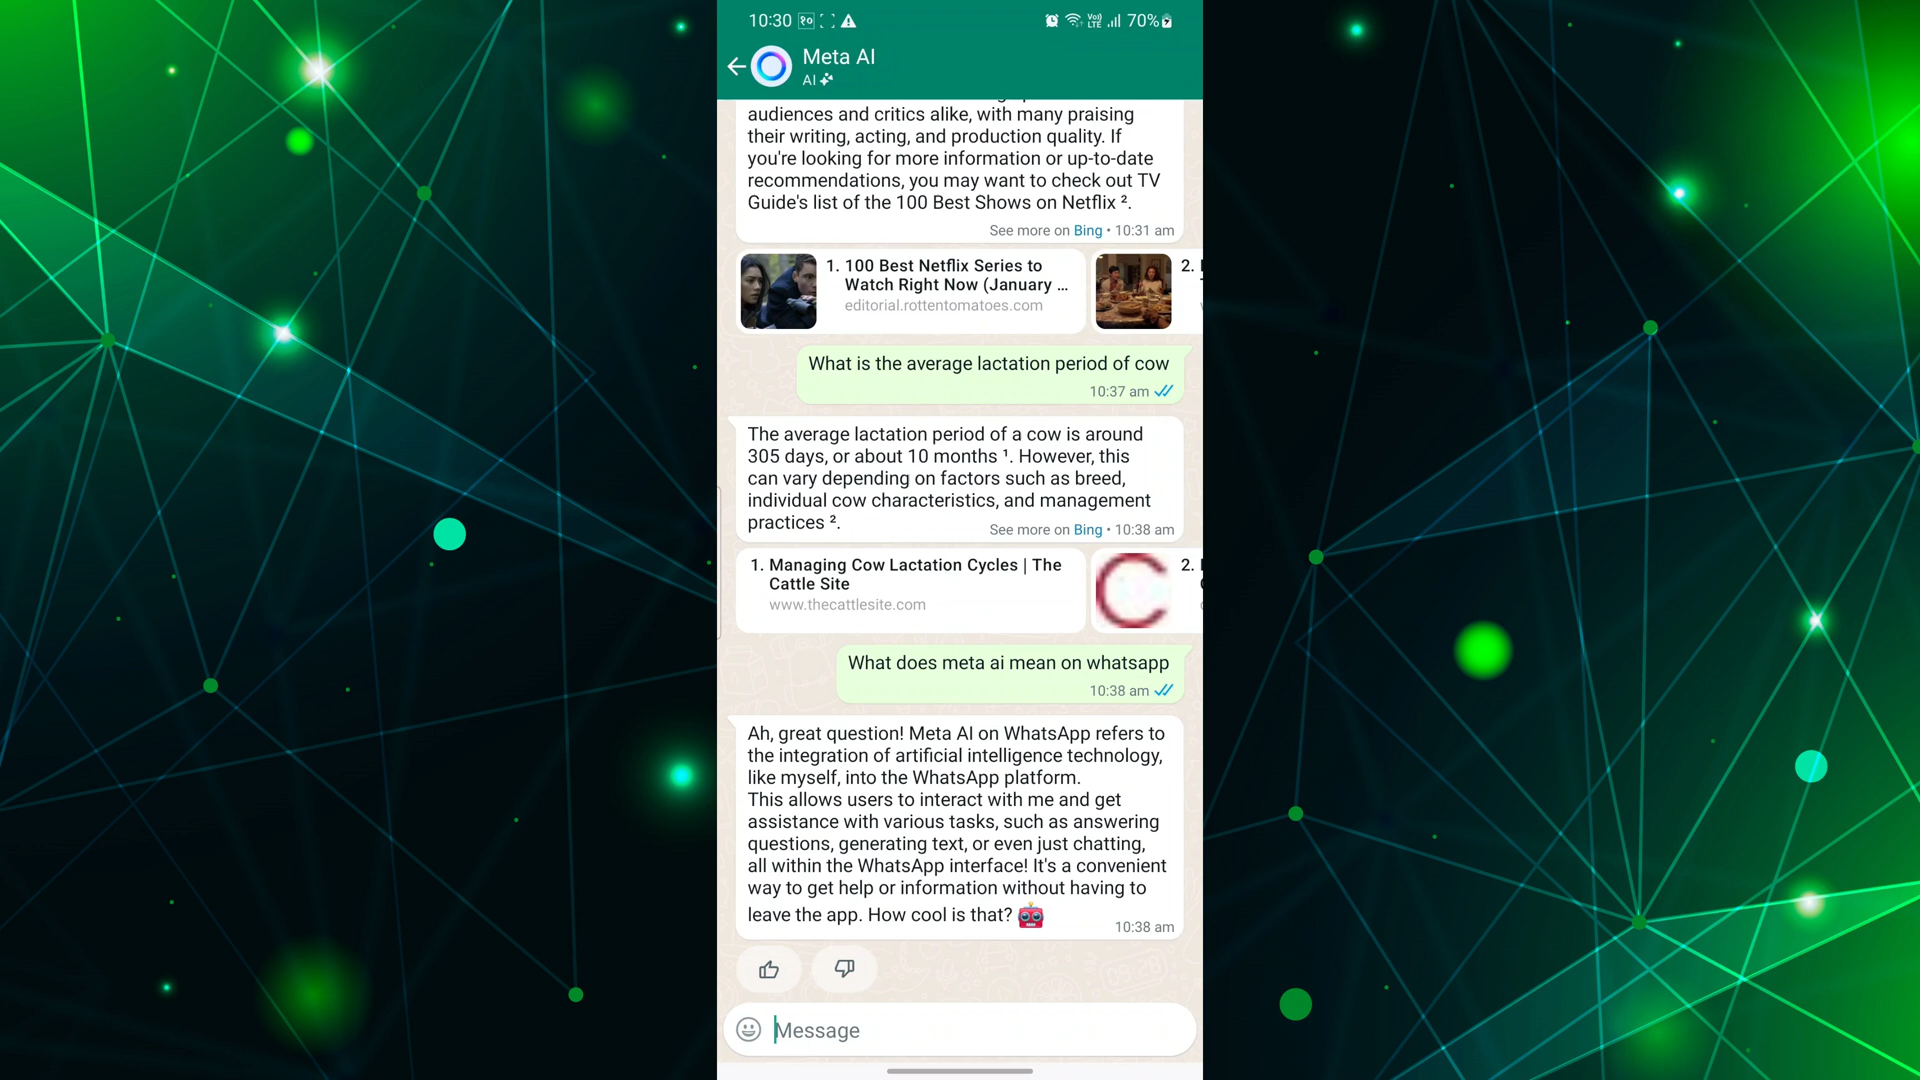 10:30 70%
Meta AI
AI
audiences and critics alike, with many praising
their writing, acting, and production quality. If
you're looking for more information or up-to-date
recommendations, you may want to check out TV
Guide's list of the 100 Best Shows on Netflix ².
See more on Bing • 10:31 am
1. 100 Best Netflix Series to
Watch Right Now (January ...
editorial.rottentomatoes.com
2.
What is the average lactation period of cow
10:37 am
The average lactation period of a cow is around
305 days, or about 10 months ¹. However, this
can vary depending on factors such as breed,
individual cow characteristics, and management
practices ².
See more on Bing • 10:38 am
1. Managing Cow Lactation Cycles | The
Cattle Site
www.thecattlesite.com
2.
What does meta ai mean on whatsapp
10:38 am
Ah, great question! Meta AI on WhatsApp refers to
the integration of artificial intelligence technology,
like myself, into the WhatsApp platform.
This allows users to interact with me and get
assistance with various tasks, such as answering
questions, generating text, or even just chatting,
all within the WhatsApp interface! It's a convenient
way to get help or information without having to
leave the app. How cool is that? 🤖
10:38 am
Message